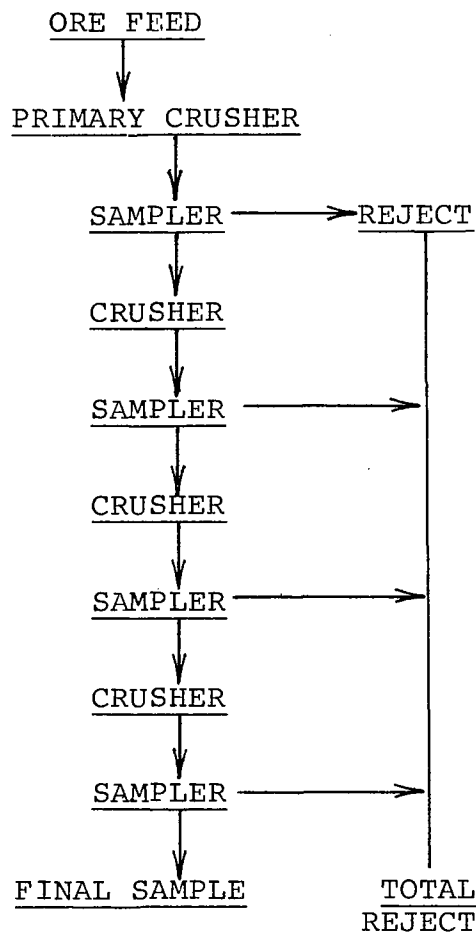 ORE FEED
PRIMARY CRUSHER
SAMPLER
REJECT
CRUSHER
SAMPLER
CRUSHER
SAMPLER
CRUSHER
SAMPLER
FINAL SAMPLE
TOTAL
REJECT